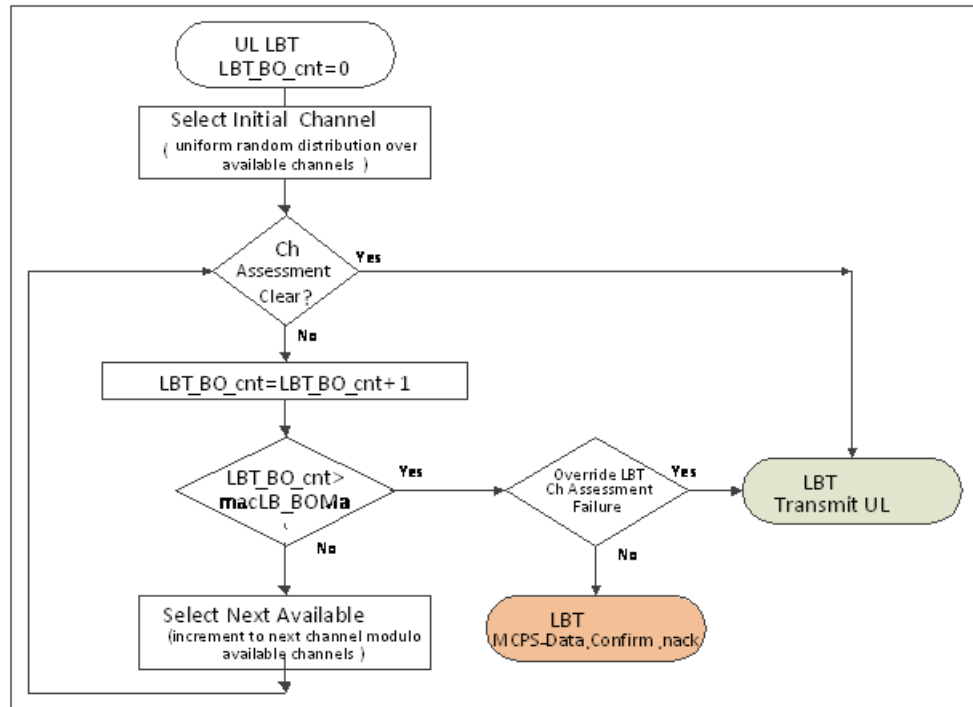 UL LBT
LBT_BO_cnt=0
Select Initial Channel
( uniform random distribution over
available channels )
Ch
Assessment
Clear?
Yes
No
LBT_BO_cnt=LBT_BO_cnt+1
LBT_BO_cnt>
macLB_BOMa
Yes
No
Override LBT
Ch Assessment
Failure
Yes
No
LBT
Transmit UL
Select Next Available
(increment to next channel modulo
available channels )
LBT
MCPS-Data,Confirm ,nack